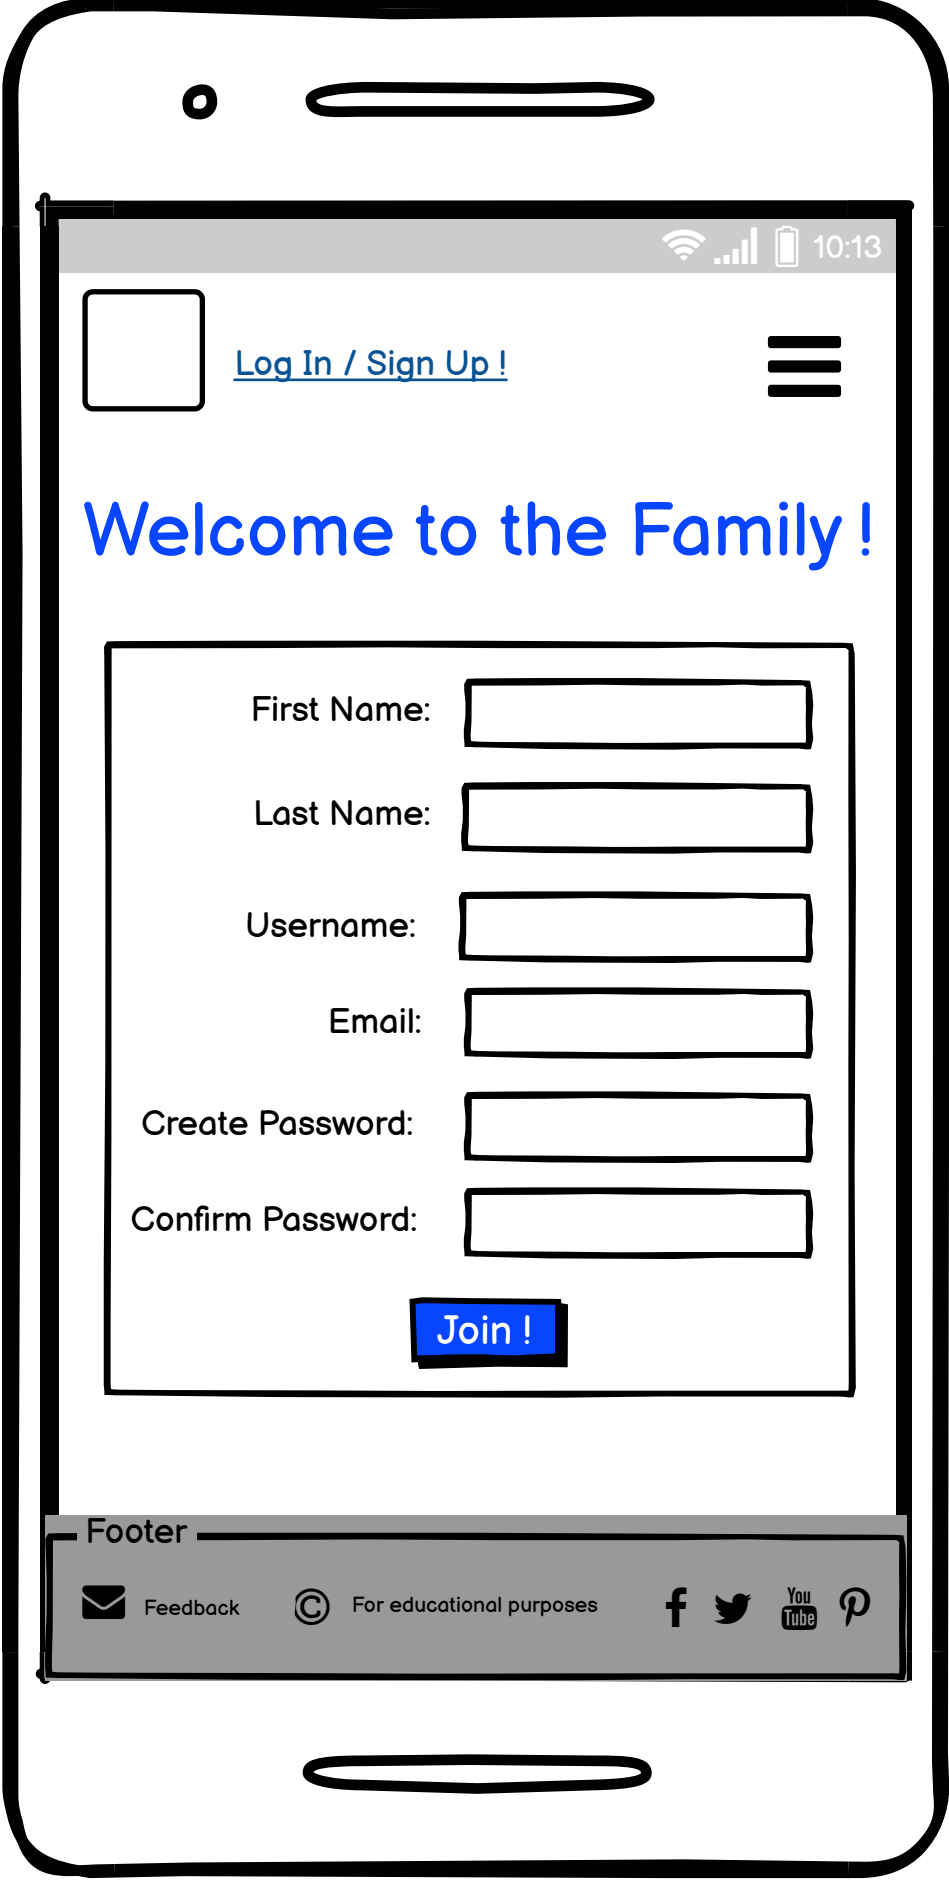 10:13
Log In / Sign Up !
Welcome to the Family !
First Name:
Last Name:
Username:
Email:
Create Password:
Confirm Password:
Join !
Footer
Feedback © For educational purposes f You Tube